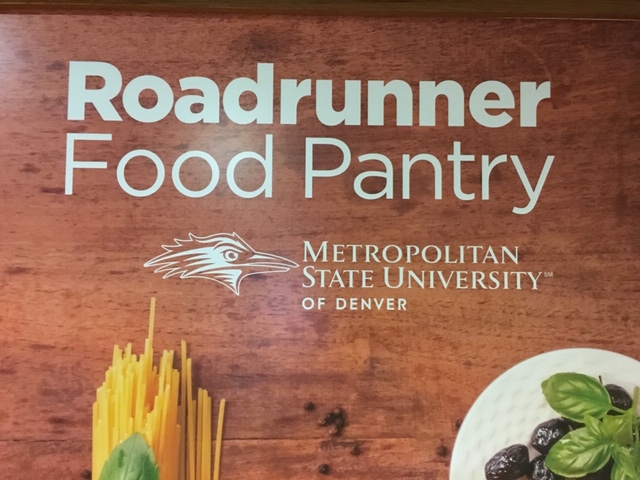 Roadrunner
Food Pantry
METROPOLITAN
STATE UNIVERSITY℠
OF DENVER